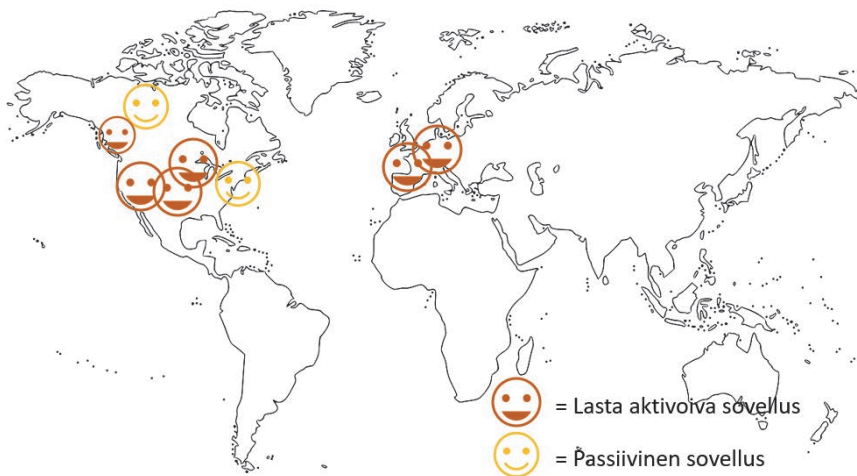 = Lasta aktivoiva sovellus
= Passiivinen sovellus